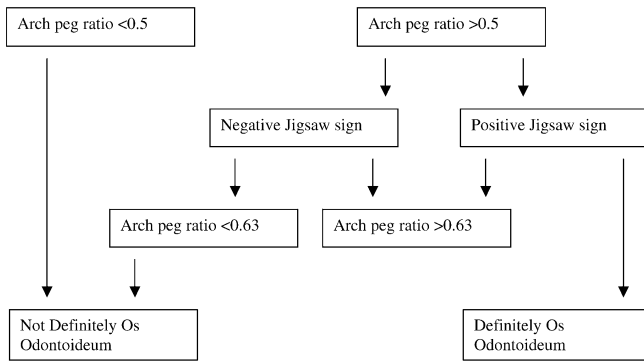 Arch peg ratio <0.5
Arch peg ratio >0.5
Negative Jigsaw sign
Positive Jigsaw sign
Arch peg ratio <0.63
Arch peg ratio >0.63
Not Definitely Os
Odontoideum
Definitely Os
Odontoideum